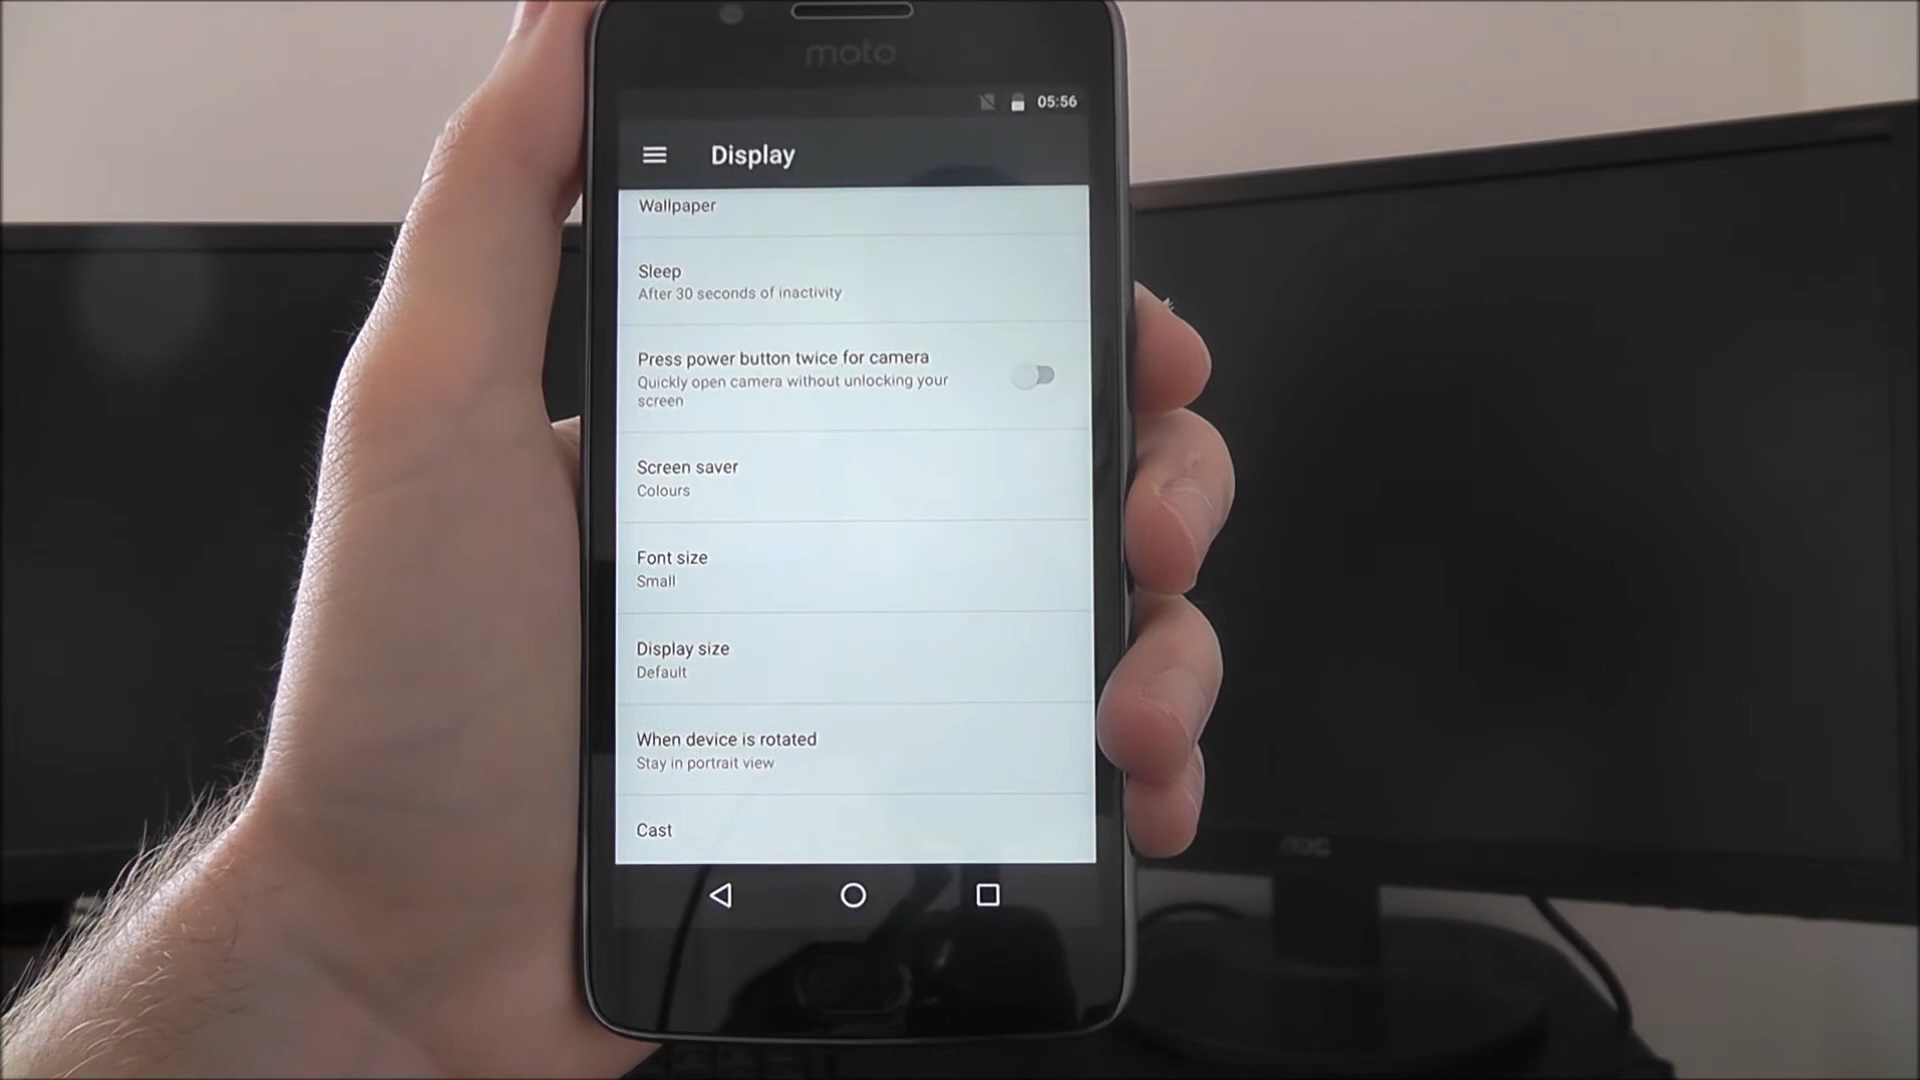 moto
05:56
Display
Wallpaper
Sleep
After 30 seconds of inactivity
Press power button twice for camera
Quickly open camera without unlocking your
screen
Screen saver
Colours
Font size
Small
Display size
Default
When device is rotated
Stay in portrait view
Cast
AOC